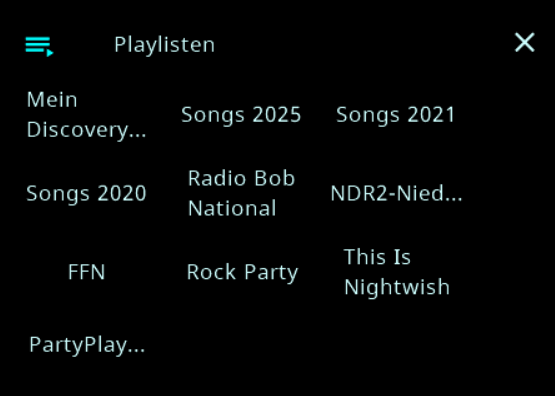 Playlisten
Mein
Discovery...
Songs 2025
Songs 2021
Songs 2020
Radio Bob
National
NDR2-Nied...
FFN
Rock Party
This Is
Nightwish
PartyPlay...